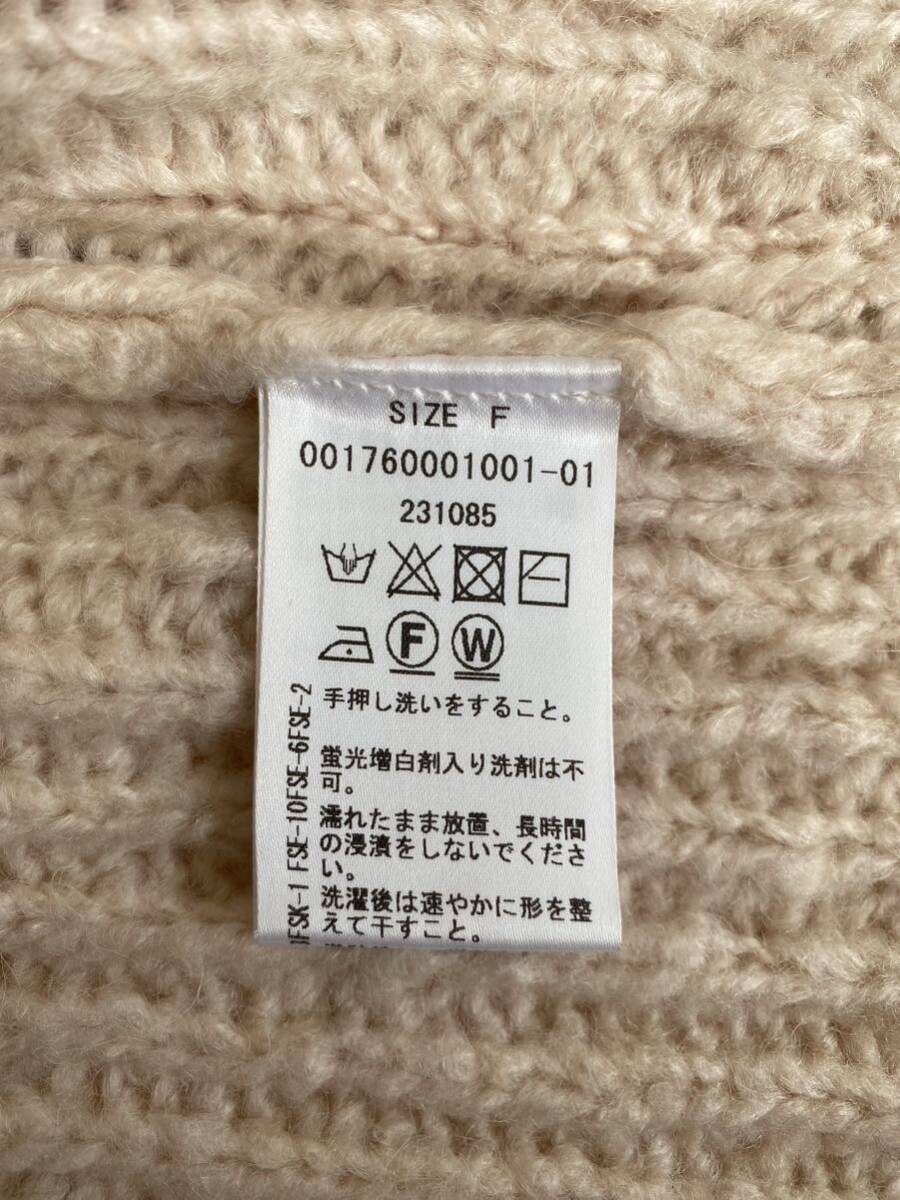 SIZE F
001760001001-01
231085
F W
手押し洗いをすること。
蛍光増白剤入り洗剤は不
可。
濡れたまま放置、長時間
の浸漬をしないでくださ
い。
洗濯後は速やかに形を整
えて干すこと。
FSK-1 FSE-10FSE-6FSE-2